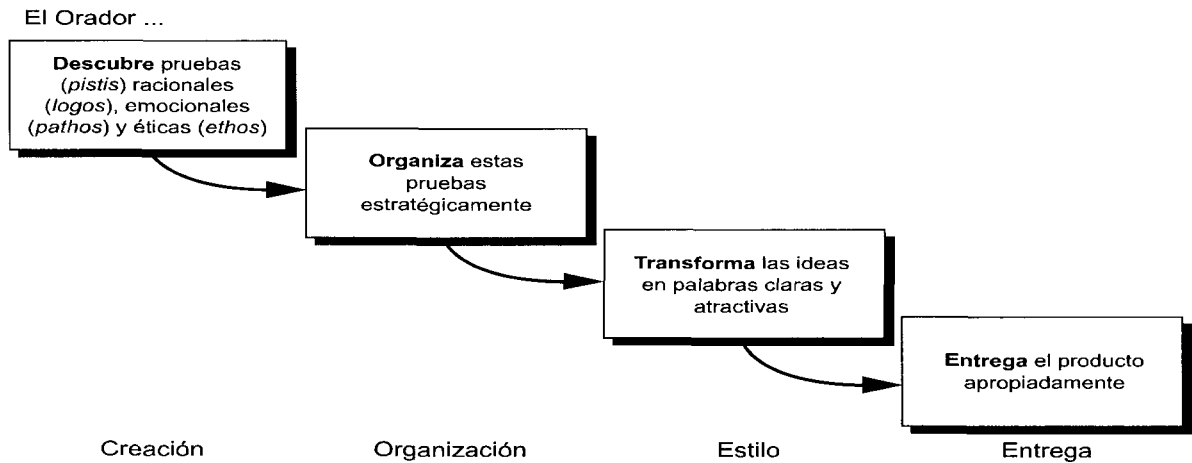 El Orador ...
Descubre pruebas
(pistis) racionales
(logos), emocionales
(pathos) y éticas (ethos)
Organiza estas
pruebas
estratégicamente
Transforma las ideas
en palabras claras y
atractivas
Entrega el producto
apropiadamente
Creación
Organización
Estilo
Entrega